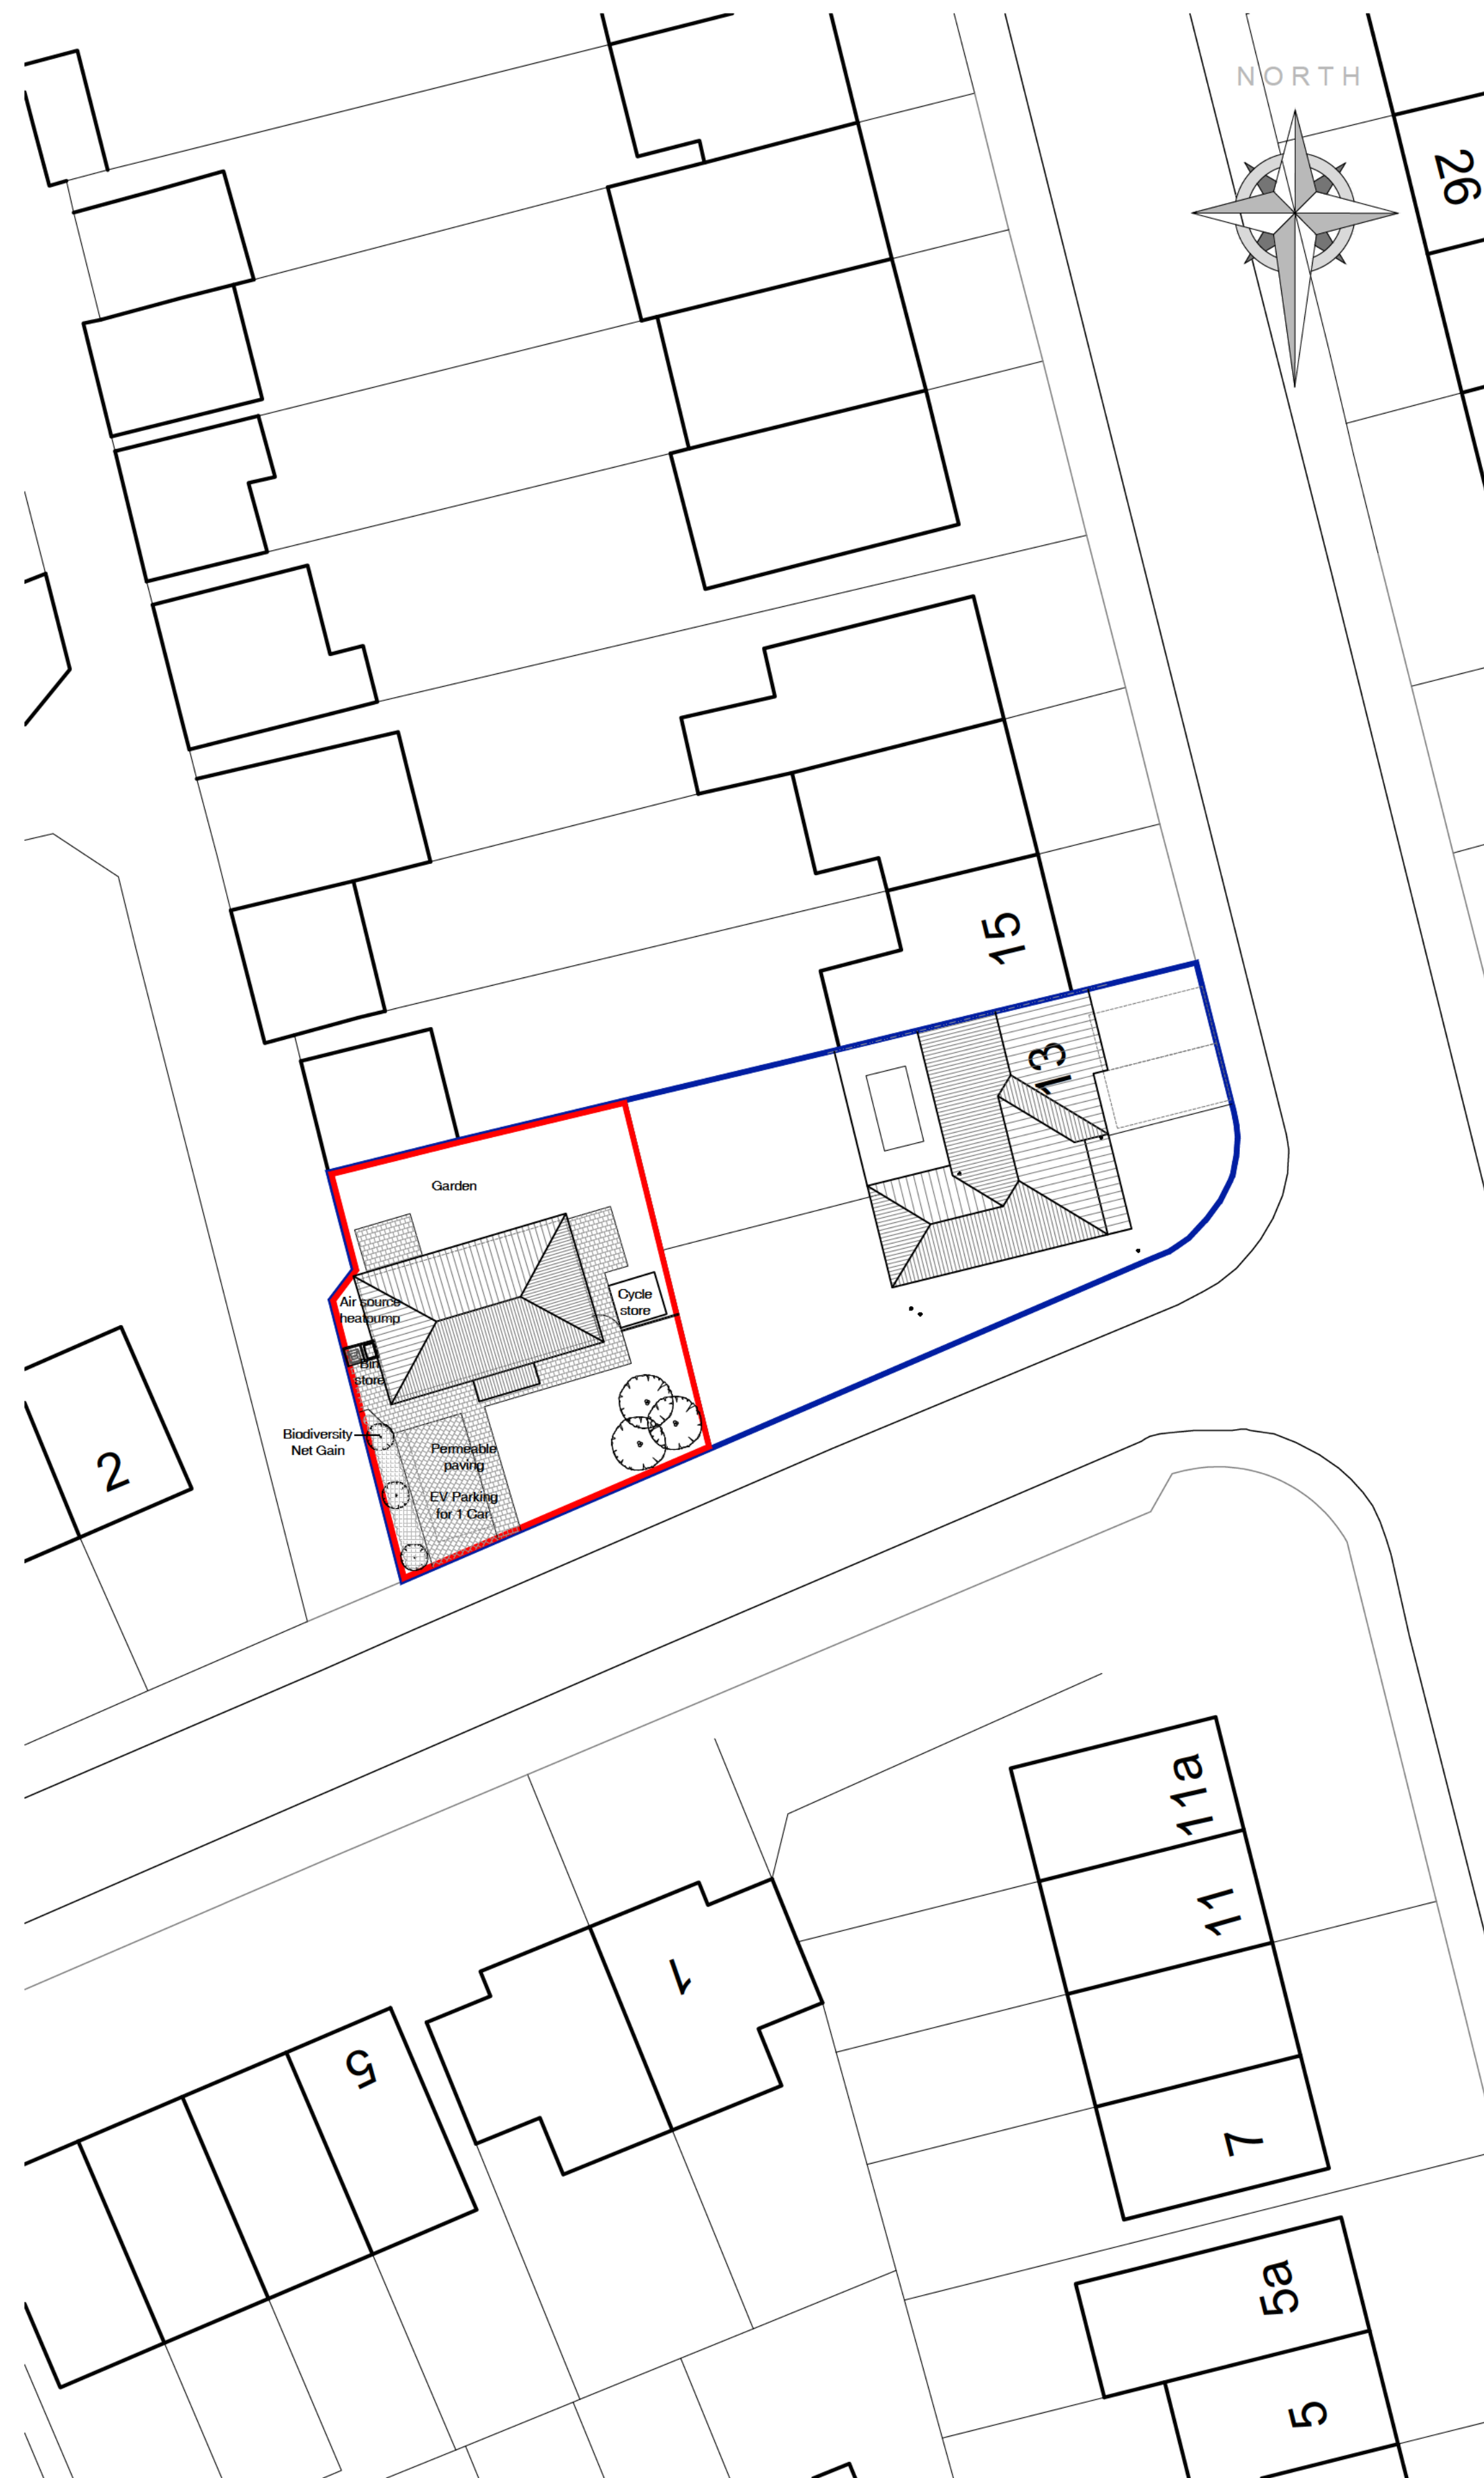 NORTH
26
15
13
Garden
Cycle
store
Air source
heatpump
Bin
store
Biodiversity
Net Gain
Permeable
paving
EV Parking
for 1 Car
2
11a
11
1
5
7
5a
5